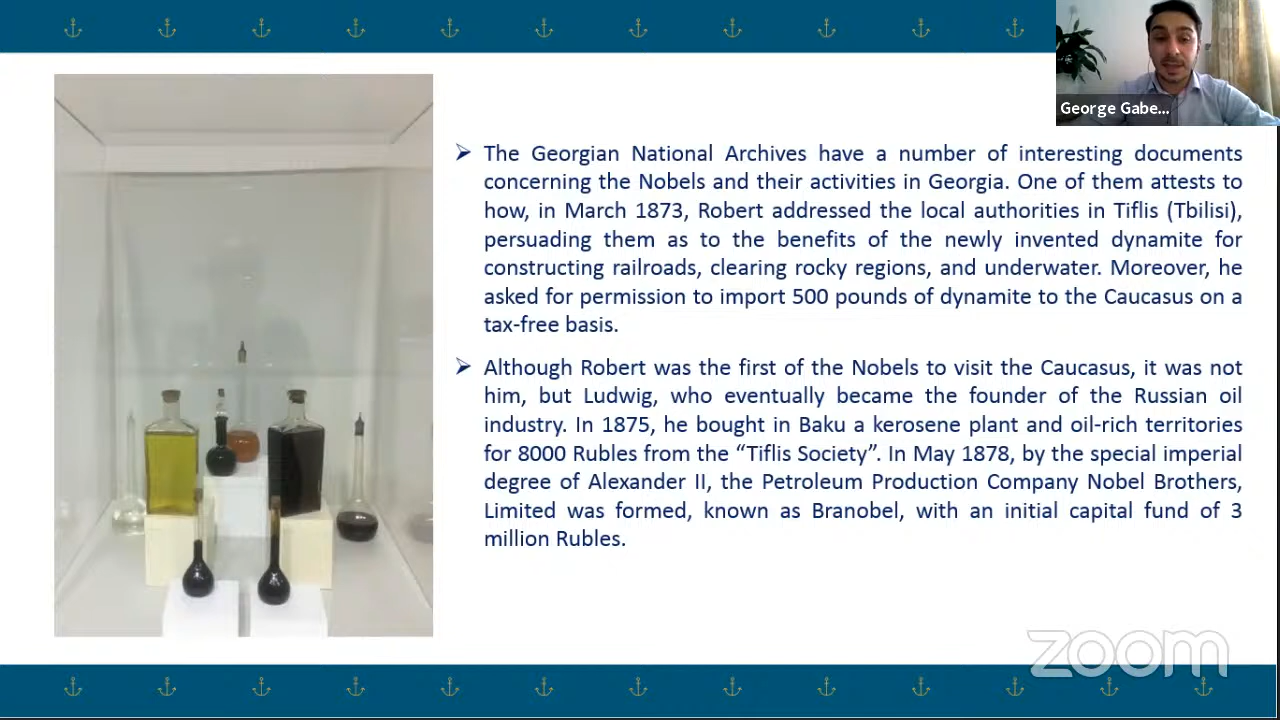 George Gabe...
The Georgian National Archives have a number of interesting documents
concerning the Nobels and their activities in Georgia. One of them attests to
how, in March 1873, Robert addressed the local authorities in Tiflis (Tbilisi),
persuading them as to the benefits of the newly invented dynamite for
constructing railroads, clearing rocky regions, and underwater. Moreover, he
asked for permission to import 500 pounds of dynamite to the Caucasus on a
tax-free basis.
Although Robert was the first of the Nobels to visit the Caucasus, it was not
him, but Ludwig, who eventually became the founder of the Russian oil
industry. In 1875, he bought in Baku a kerosene plant and oil-rich territories
for 8000 Rubles from the “Tiflis Society”. In May 1878, by the special imperial
degree of Alexander II, the Petroleum Production Company Nobel Brothers,
Limited was formed, known as Branobel, with an initial capital fund of 3
million Rubles.
zoom